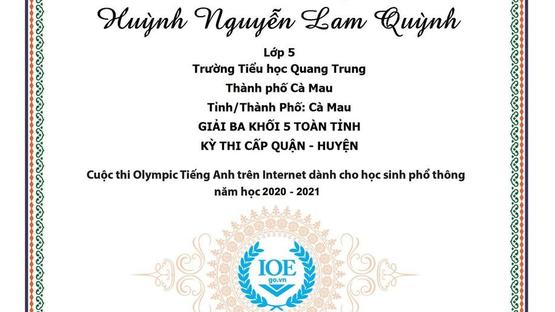 Huỳnh Nguyễn Lam Quỳnh
Lớp 5
Trường Tiểu học Quang Trung
Thành phố Cà Mau
Tỉnh/Thành Phố: Cà Mau
GIẢI BA KHỐI 5 TOÀN TỈNH
KỲ THI CẤP QUẬN - HUYỆN
Cuộc thi Olympic Tiếng Anh trên Internet dành cho học sinh phổ thông
năm học 2020 - 2021
IOE
go.vn